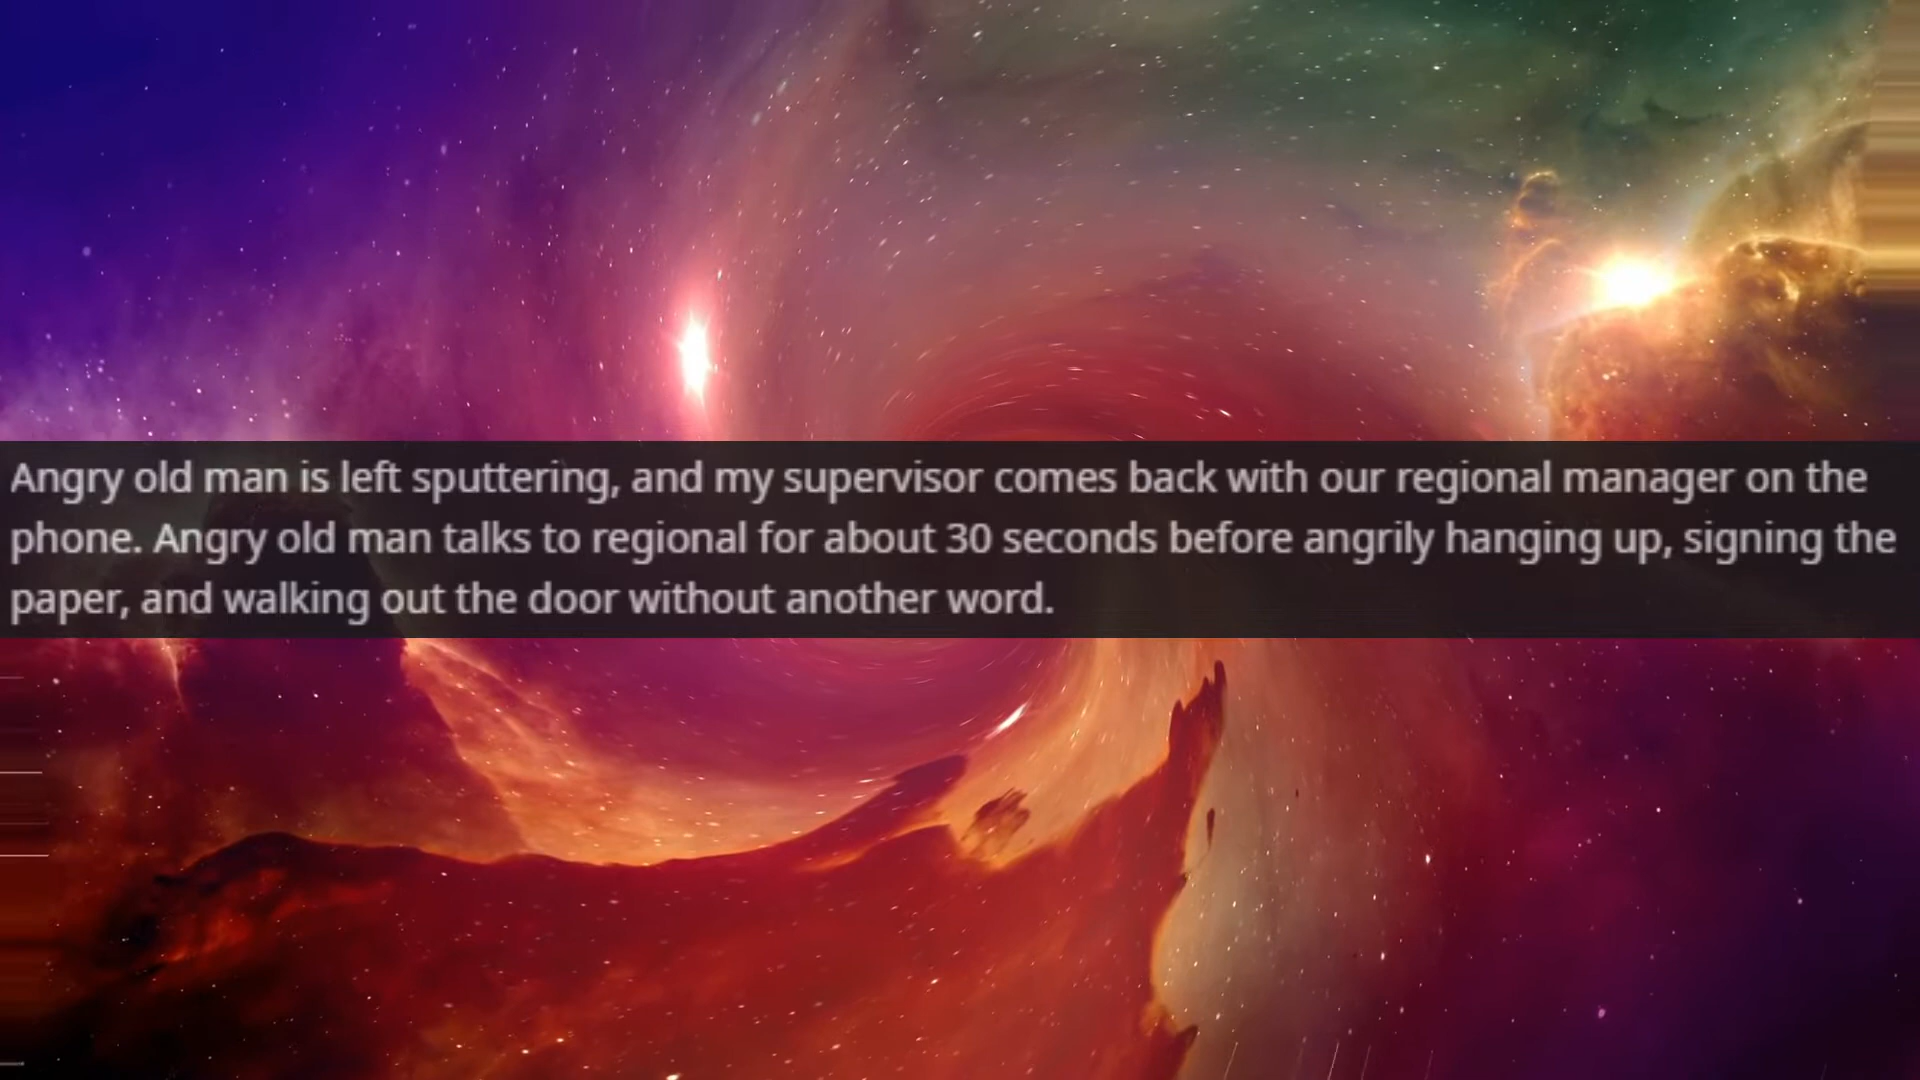 Angry old man is left sputtering, and my supervisor comes back with our regional manager on the
phone. Angry old man talks to regional for about 30 seconds before angrily hanging up, signing the
paper, and walking out the door without another word.